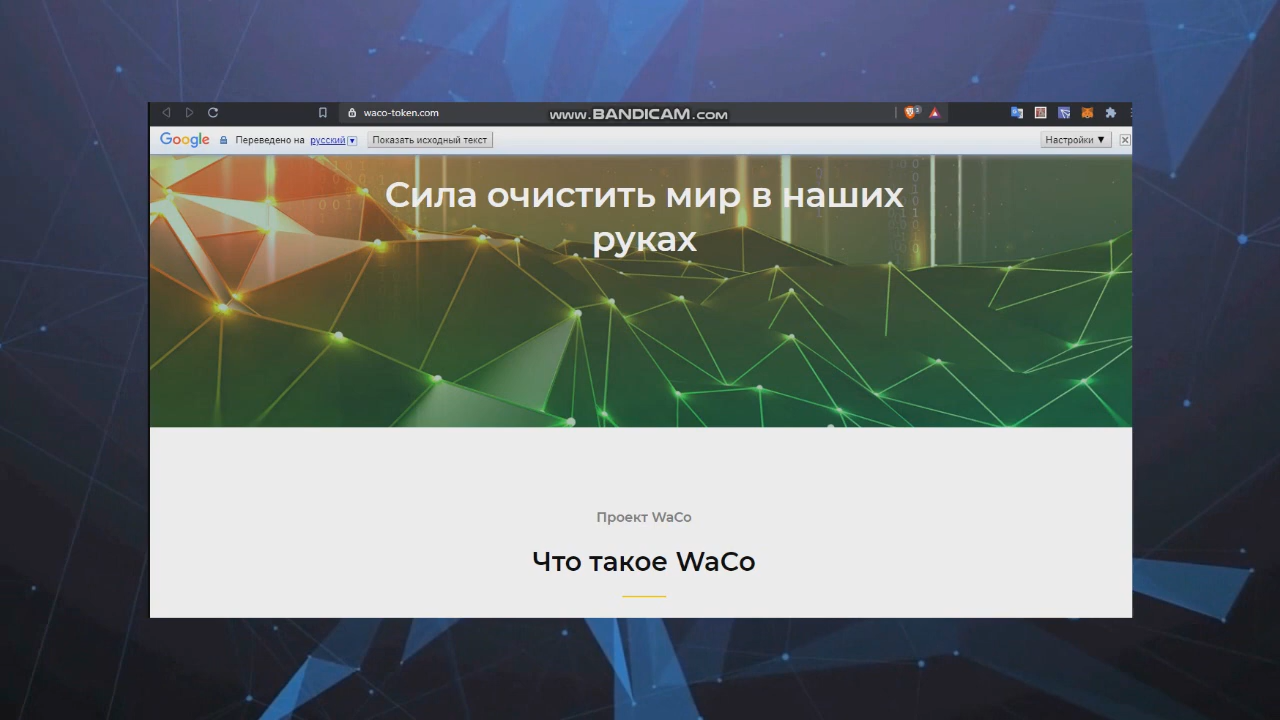 waco-token.com
www.BANDICAM.com
Google Переведено на русский Показать исходный текст Настройки ▼
Сила очистить мир в наших
руках
Проект WaCo
Что такое WaCo